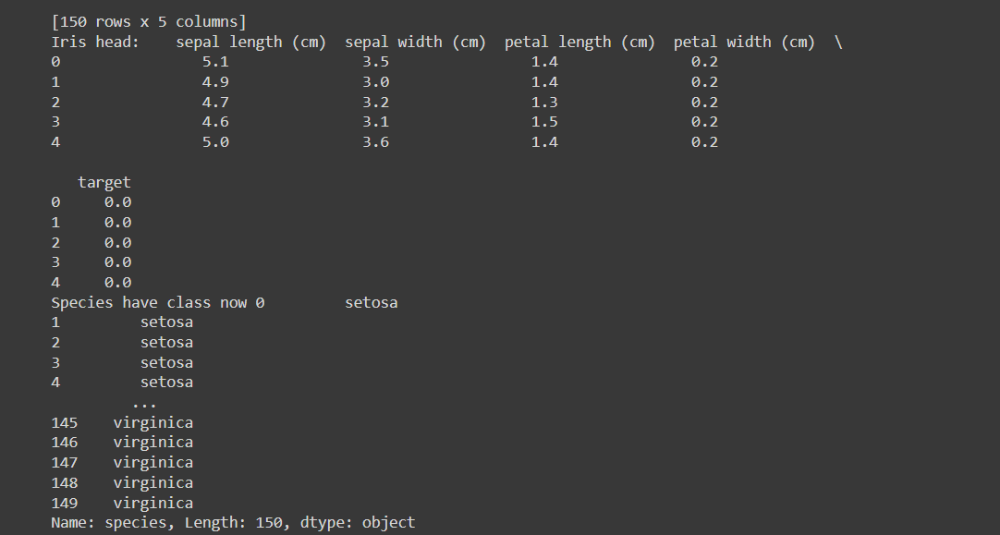 [150 rows x 5 columns]
Iris head:    sepal length (cm)  sepal width (cm)  petal length (cm)  petal width (cm)  \
0                5.1               3.5                1.4               0.2
1                4.9               3.0                1.4               0.2
2                4.7               3.2                1.3               0.2
3                4.6               3.1                1.5               0.2
4                5.0               3.6                1.4               0.2
   target
0     0.0
1     0.0
2     0.0
3     0.0
4     0.0
Species have class now 0         setosa
1         setosa
2         setosa
3         setosa
4         setosa
         ...
145    virginica
146    virginica
147    virginica
148    virginica
149    virginica
Name: species, Length: 150, dtype: object